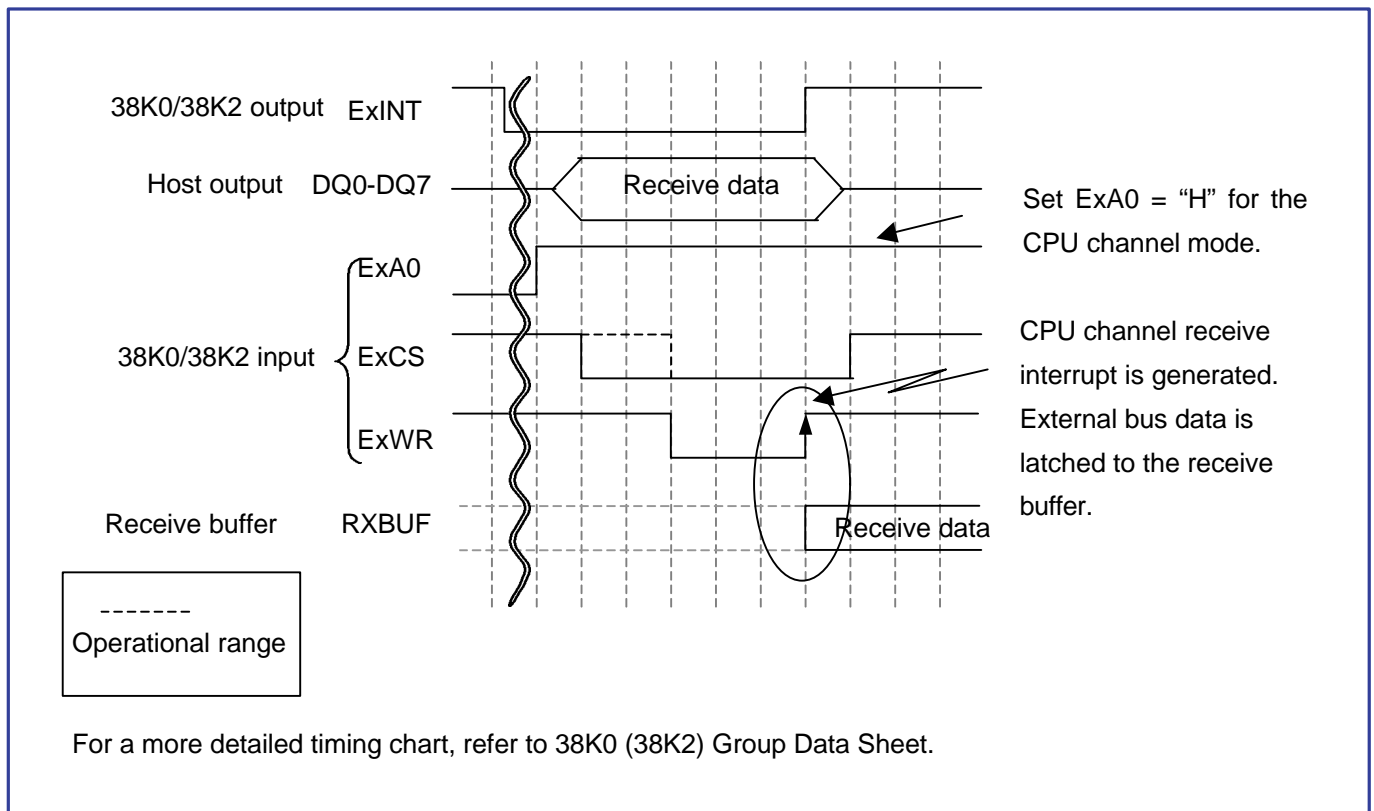 38K0/38K2 output ExINT
Host output DQ0-DQ7
Receive data
Set ExA0 = “H” for the
CPU channel mode.
ExA0
38K0/38K2 input ExCS
ExWR
CPU channel receive
interrupt is generated.
External bus data is
latched to the receive
buffer.
Receive buffer RXBUF
Receive data
Operational range
For a more detailed timing chart, refer to 38K0 (38K2) Group Data Sheet.